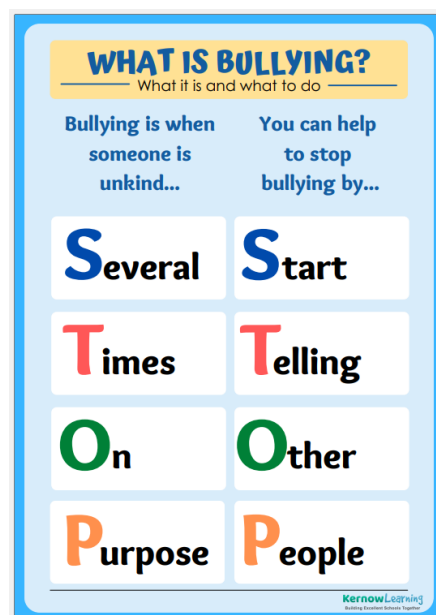 WHAT IS BULLYING?
What it is and what to do
Bullying is when
someone is
unkind...
You can help
to stop
bullying by...
Several
Start
Times
Telling
On
Other
Purpose
People
KernowLearning
Building Excellent Schools Together